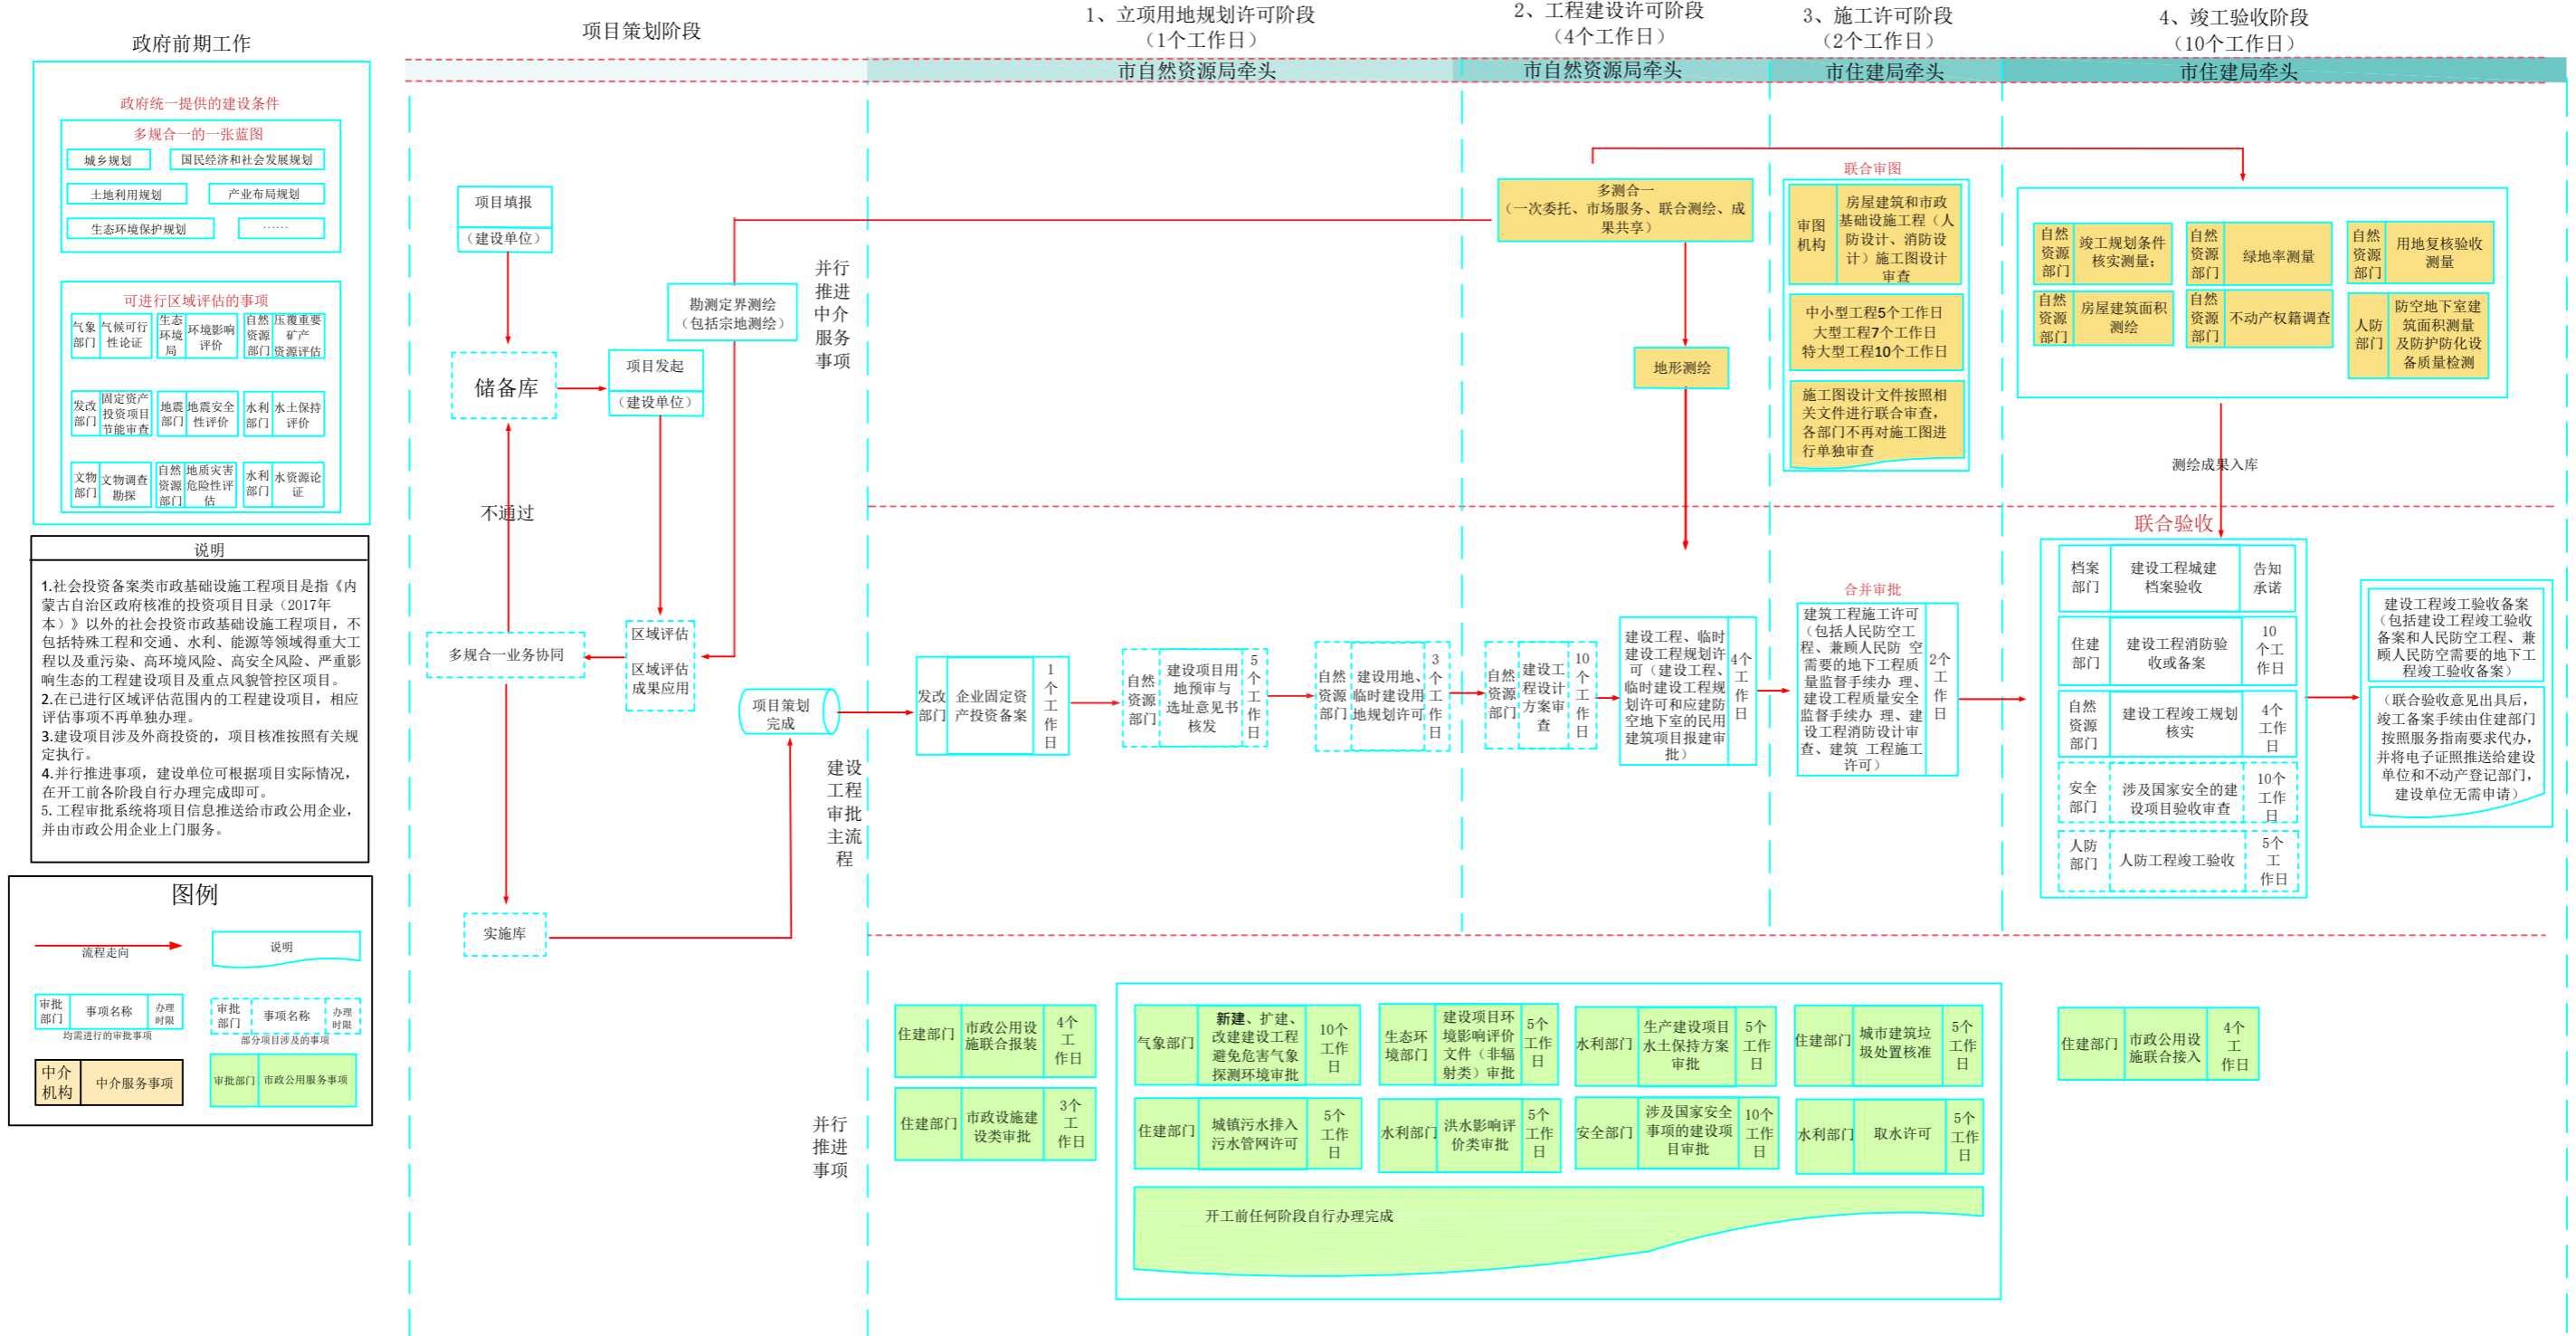 政府前期工作
项目策划阶段
1、立项用地规划许可阶段
（1个工作日）
2、工程建设许可阶段
（4个工作日）
3、施工许可阶段
（2个工作日）
4、竣工验收阶段
（10个工作日）
市自然资源局牵头
市自然资源局牵头
市住建局牵头
市住建局牵头
政府统一提供的建设条件
多规合一的一张蓝图
城乡规划
国民经济和社会发展规划
土地利用规划
产业布局规划
生态环境保护规划
……
可进行区域评估的事项
气象
部门
气候可行
性论证
生态
环境
局
环境影响
评价
自然
资源
部门
压覆重要
矿产
资源评估
发改
部门
固定资产
投资项目
节能审查
地震
部门
地震安全
性评价
水利
部门
水土保持
评价
文物
部门
文物调查
勘探
自然
资源
部门
地质灾害
危险性评
估
水利
部门
水资源论
证
说明
1.社会投资备案类市政基础设施工程项目是指《内
蒙古自治区政府核准的投资项目目录（2017年
本）》以外的社会投资市政基础设施工程项目，不
包括特殊工程和交通、水利、能源等领域得重大工
程以及重污染、高环境风险、高安全风险、严重影
响生态的工程建设项目及重点风貌管控区项目。
2.在已进行区域评估范围内的工程建设项目，相应
评估事项不再单独办理。
3.建设项目涉及外商投资的，项目核准按照有关规
定执行。
4.并行推进事项，建设单位可根据项目实际情况，
在开工前各阶段自行办理完成即可。
5. 工程审批系统将项目信息推送给市政公用企业，
并由市政公用企业上门服务。
图例
流程走向
说明
审批
部门
事项名称
办理
时限
均需进行的审批事项
审批
部门
事项名称
办理
时限
部分项目涉及的事项
中介
机构
中介服务事项
审批部门
市政公用服务事项
项目填报
（建设单位）
储备库
项目发起
（建设单位）
勘测定界测绘
（包括宗地测绘）
不通过
多规合一业务协同
区域评估
区域评估
成果应用
项目策划
完成
实施库
并行
推进
中介
服务
事项
多测合一
（一次委托、市场服务、联合测绘、成
果共享）
地形测绘
联合审图
审图
机构
房屋建筑和市政
基础设施工程（人
防设计、消防设
计）施工图设计
审查
中小型工程5个工作日
大型工程7个工作日
特大型工程10个工作日
施工图设计文件按照相
关文件进行联合审查，
各部门不再对施工图进
行单独审查
自然
资源
部门
竣工规划条件
核实测量；
自然
资源
部门
绿地率测量
自然
资源
部门
用地复核验收
测量
自然
资源
部门
房屋建筑面积
测绘
自然
资源
部门
不动产权籍调查
人防
部门
防空地下室建
筑面积测量
及防护防化设
备质量检测
测绘成果入库
建设
工程
审批
主流
程
发改
部门
企业固定资
产投资备案
1
个
工
作
日
自然
资源
部门
建设项目用
地预审与
选址意见书
核发
5
个
工
作
日
自然
资源
部门
建设用地、
临时建设用
地规划许可
3
个
工
作
日
自然
资源
部门
建设工
程设计
方案审
查
10
个
工
作
日
建设工程、临时
建设工程规划许
可（建设工程、
临时建设工程规
划许可和应建防
空地下室的民用
建筑项目报建审
批）
4个
工
作
日
合并审批
建筑工程施工许可
（包括人民防空工
程、兼顾人民防 空
需要的地下工程质
量监督手续办 理、
建设工程质量安全
监督手续办 理、建
设工程消防设计审
查、建筑 工程施工
许可）
2个
工
作
日
联合验收
档案
部门
建设工程城建
档案验收
告知
承诺
住建
部门
建设工程消防验
收或备案
10
个工
作日
自然
资源
部门
建设工程竣工规划
核实
4个
工作
日
安全
部门
涉及国家安全的建
设项目验收审查
10个
工作
日
人防
部门
人防工程竣工验收
5个
工
作日
建设工程竣工验收备案
（包括建设工程竣工验收
备案和人民防空工程、兼
顾人民防空需要的地下工
程竣工验收备案）
（联合验收意见出具后，
竣工备案手续由住建部门
按照服务指南要求代办，
并将电子证照推送给建设
单位和不动产登记部门，
建设单位无需申请）
并行
推进
事项
住建部门
市政公用设
施联合报装
4个
工
作日
住建部门
市政设施建
设类审批
3个
工
作日
气象部门
新建、扩建、
改建建设工程
避免危害气象
探测环境审批
10个
工作
日
生态环
境部门
建设项目环
境影响评价
文件（非辐
射类）审批
5个
工作
日
水利部门
生产建设项目
水土保持方案
审批
5个
工作
日
住建部门
城市建筑垃
圾处置核准
5个
工作
日
住建部门
城镇污水排入
污水管网许可
5个
工作
日
水利部门
洪水影响评
价类审批
5个
工作
日
安全部门
涉及国家安全
事项的建设项
目审批
10个
工作
日
水利部门
取水许可
5个
工作
日
开工前任何阶段自行办理完成
住建部门
市政公用设
施联合接入
4个
工
作日